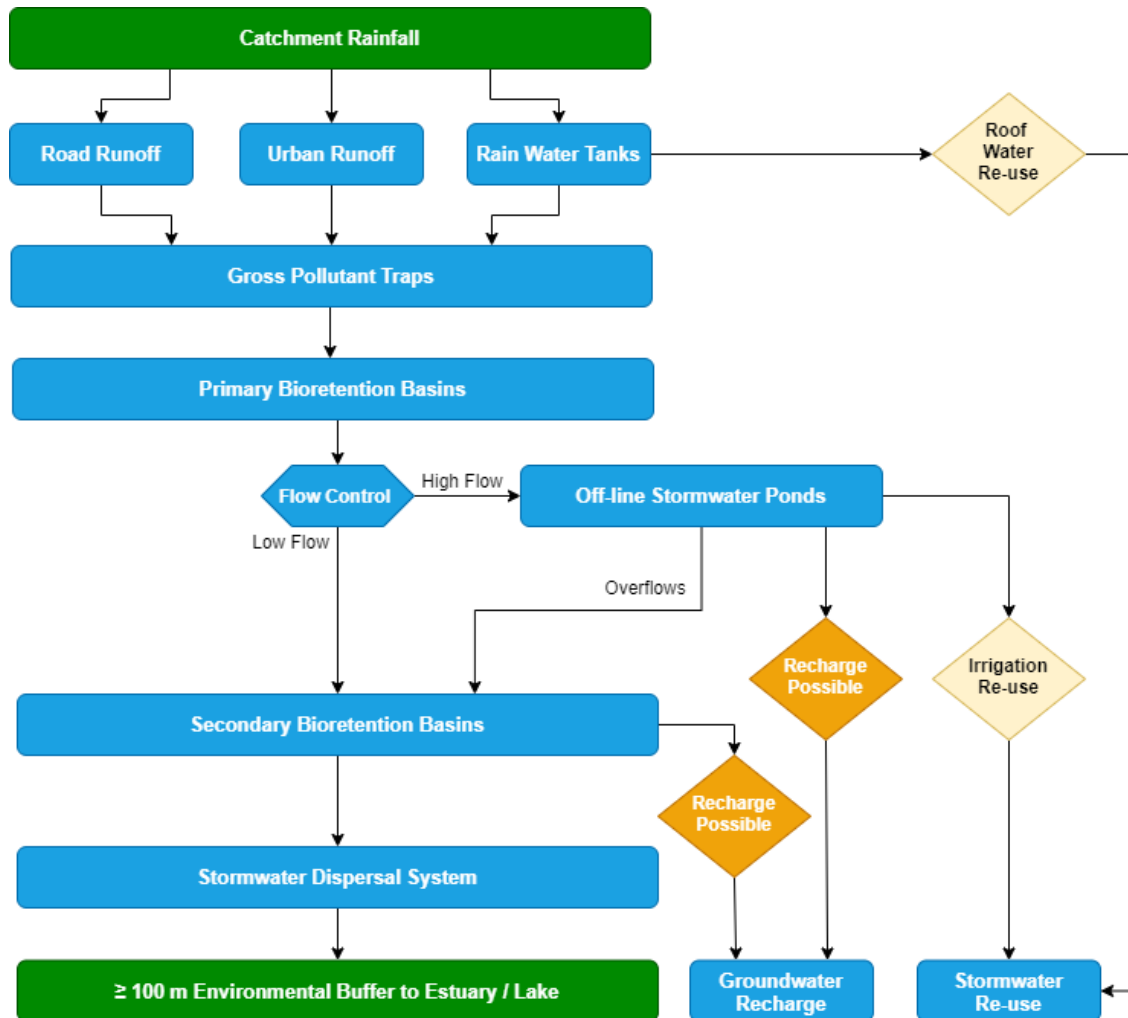 Catchment Rainfall
Road Runoff
Urban Runoff
Rain Water Tanks
Roof
Water
Re-use
Gross Pollutant Traps
Primary Bioretention Basins
Flow Control
High Flow
Off-line Stormwater Ponds
Low Flow
Overflows
Recharge
Possible
Irrigation
Re-use
Secondary Bioretention Basins
Recharge
Possible
Stormwater Dispersal System
≥ 100 m Environmental Buffer to Estuary / Lake
Groundwater
Recharge
Stormwater
Re-use